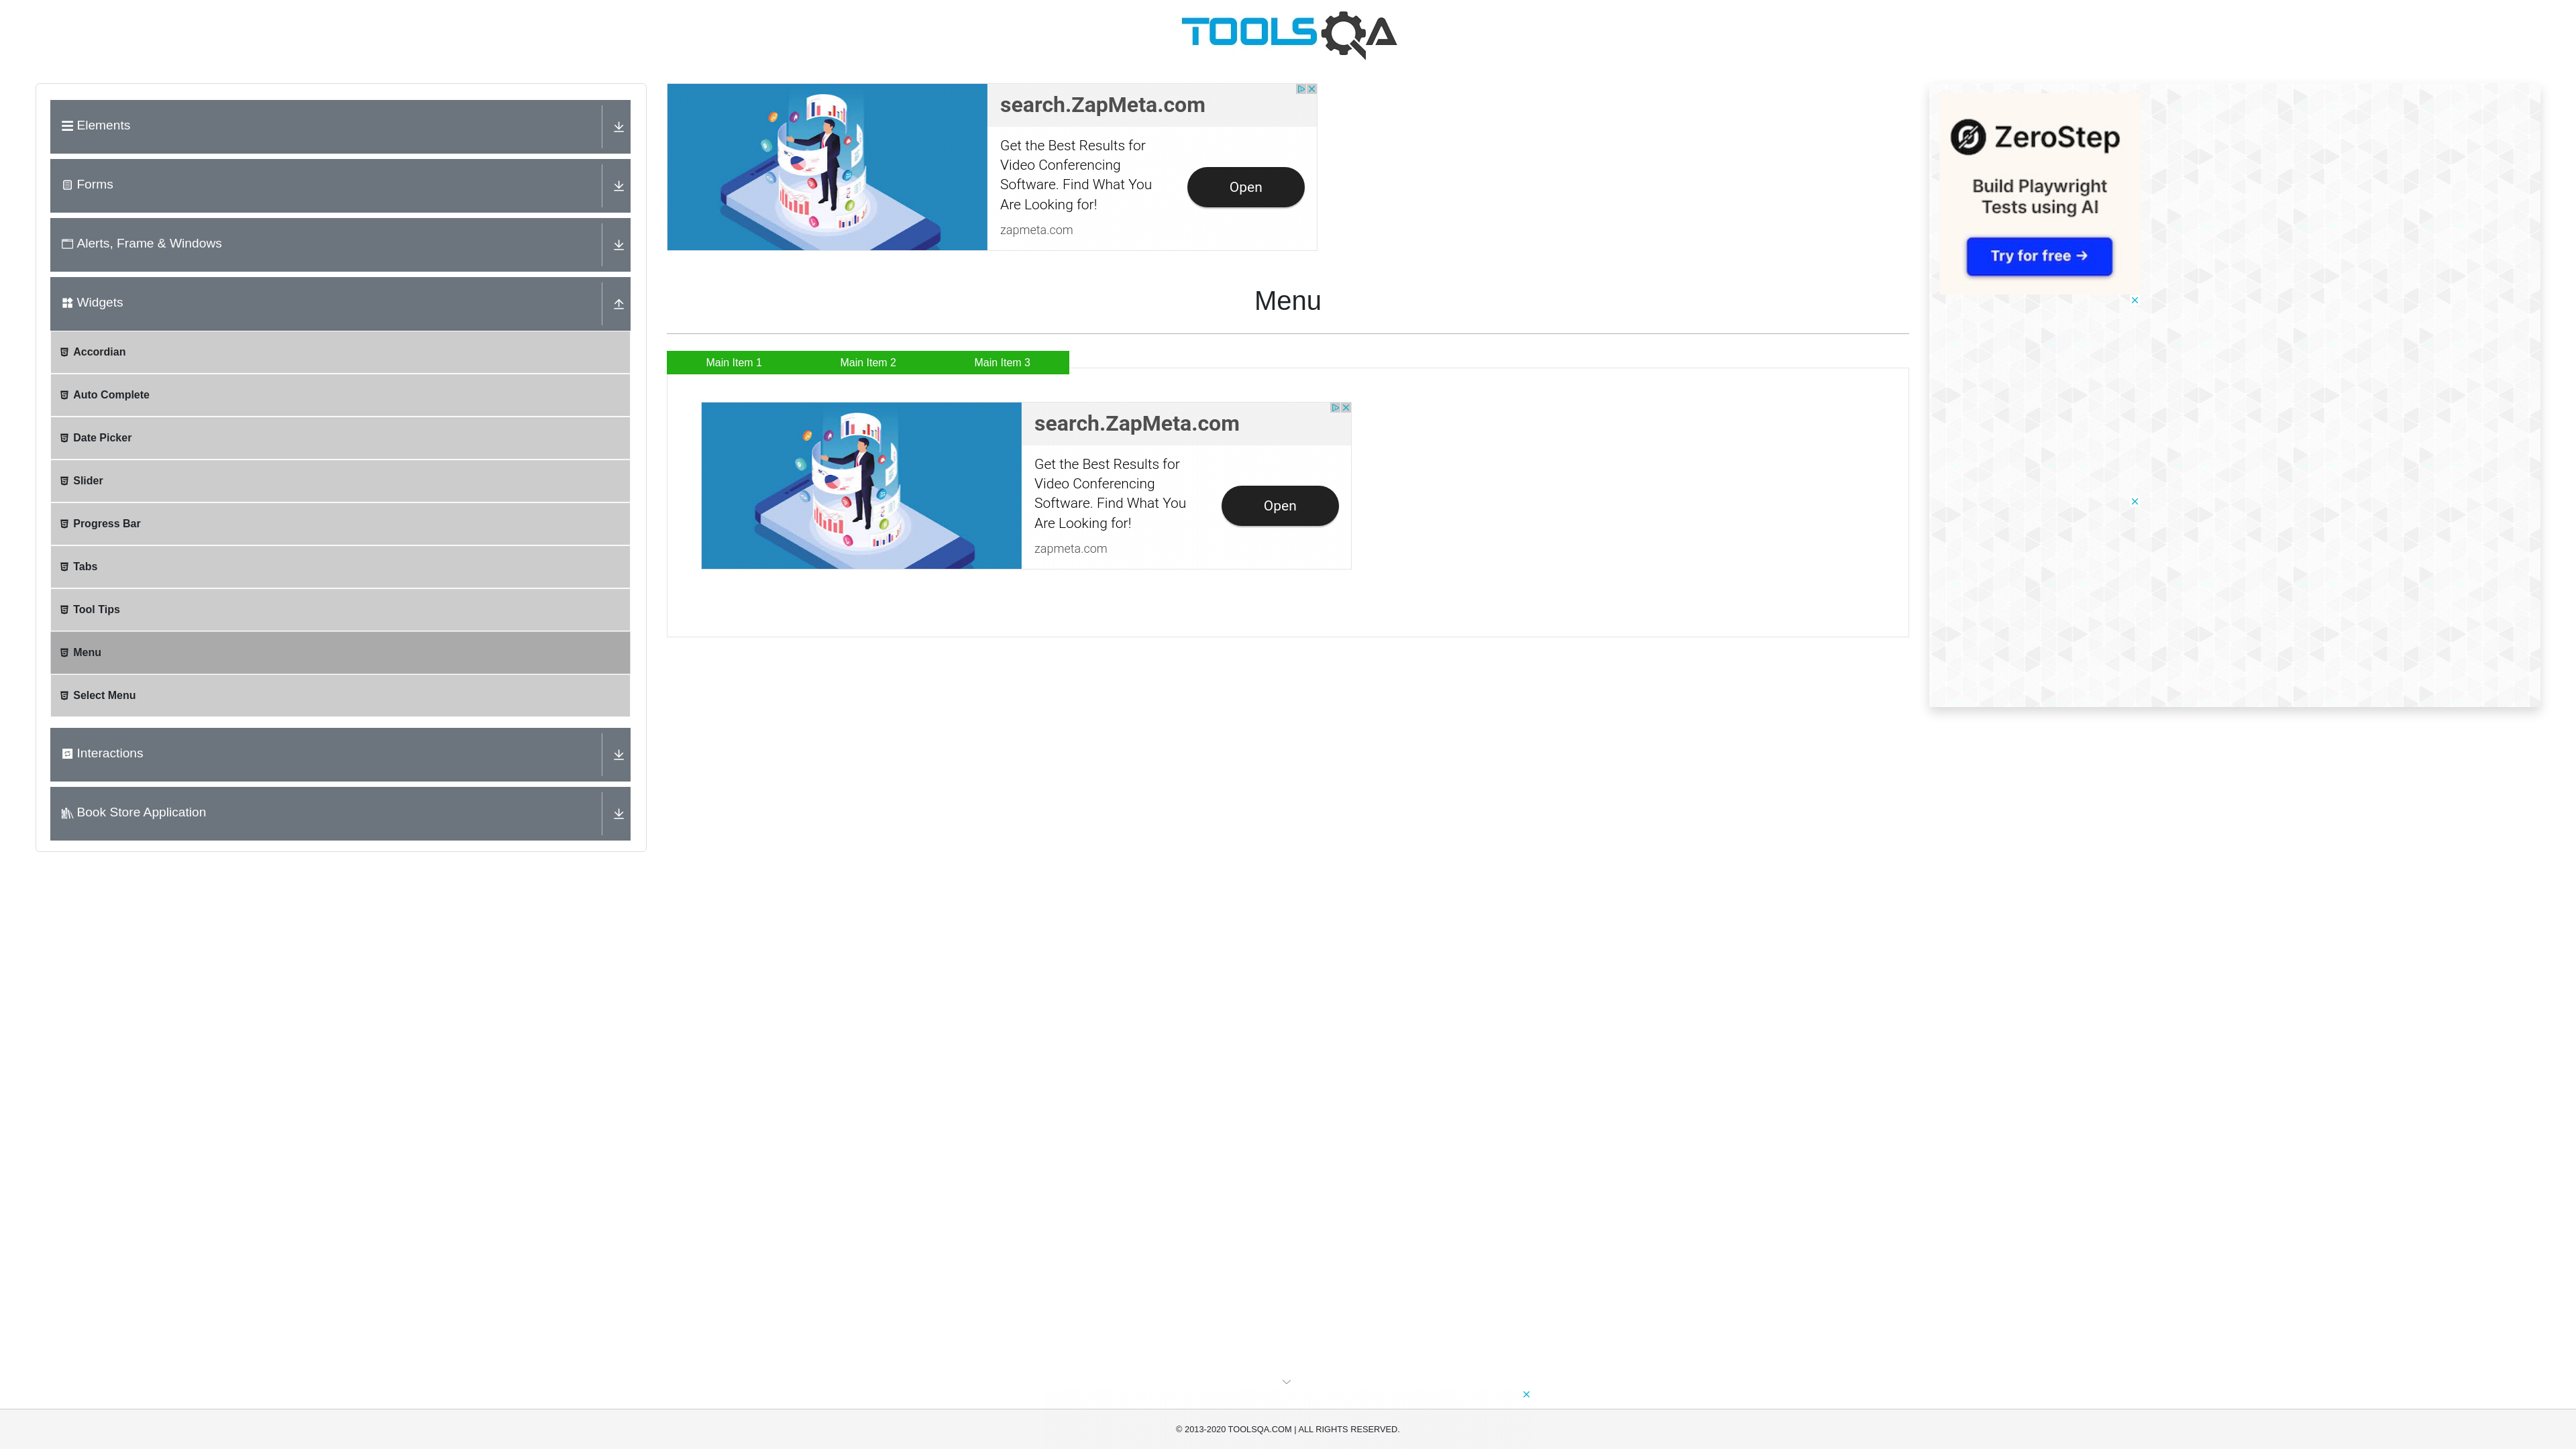 TOOLSQA
Elements
Forms
Alerts, Frame & Windows
Widgets
Accordian
Auto Complete
Date Picker
Slider
Progress Bar
Tabs
Tool Tips
Menu
Select Menu
Interactions
Book Store Application
search.ZapMeta.com
Get the Best Results for
Video Conferencing
Software. Find What You
Are Looking for!
zapmeta.com
Open
Menu
Main Item 1
Main Item 2
Main Item 3
search.ZapMeta.com
Get the Best Results for
Video Conferencing
Software. Find What You
Are Looking for!
zapmeta.com
Open
ZeroStep
Build Playwright
Tests using AI
Try for free →
© 2013-2020 TOOLSQA.COM | ALL RIGHTS RESERVED.